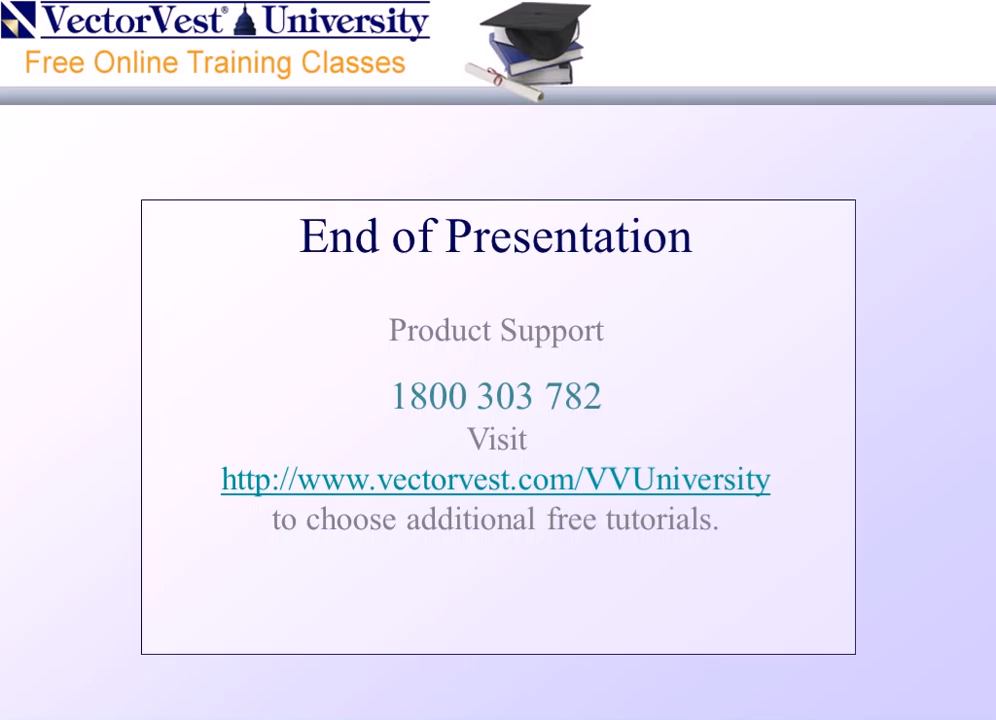 VectorVest® University
Free Online Training Classes
End of Presentation
Product Support
1800 303 782
Visit
http://www.vectorvest.com/VVUniversity
to choose additional free tutorials.